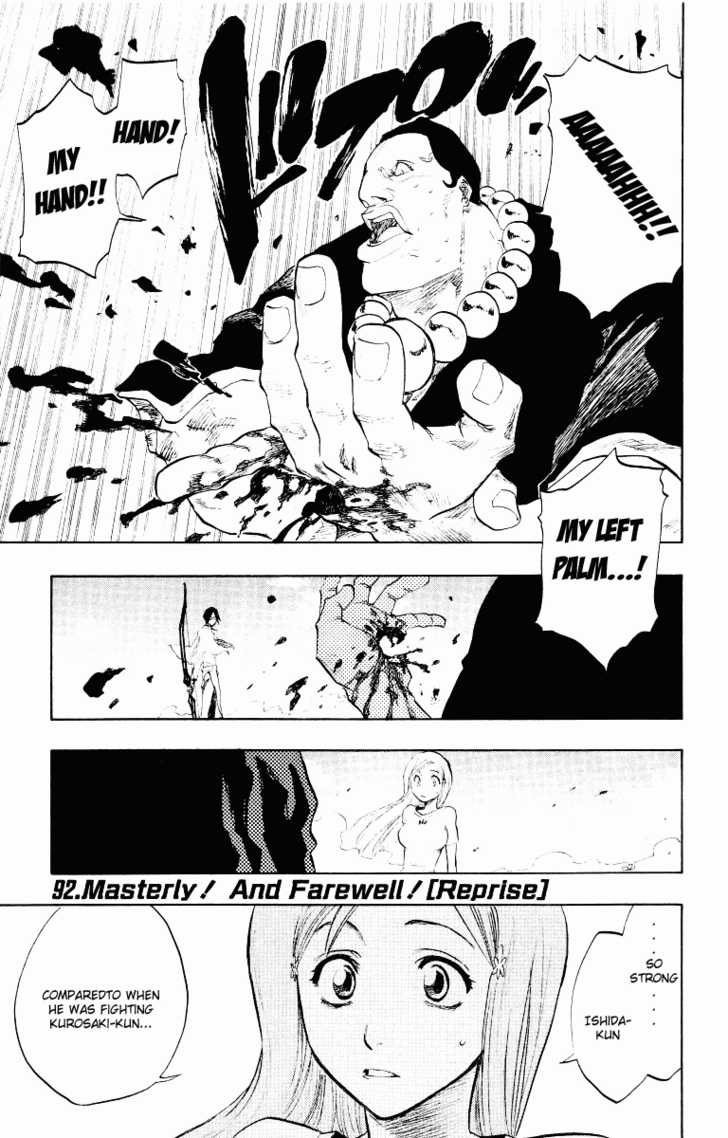 AAAAAHHH!!
HAND!
MY
HAND!!
MY LEFT
PALM...!
92.Masterly! And Farewell! [Reprise]
......
SO
STRONG
...
ISHIDA-
KUN
COMPAREDTO WHEN
HE WAS FIGHTING
KUROSAKI-KUN...